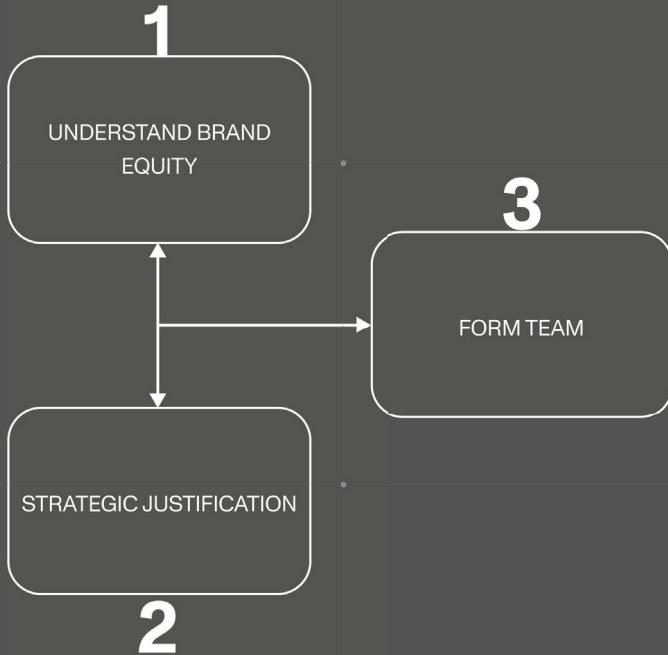 1
UNDERSTAND BRAND
EQUITY
3
FORM TEAM
STRATEGIC JUSTIFICATION
2